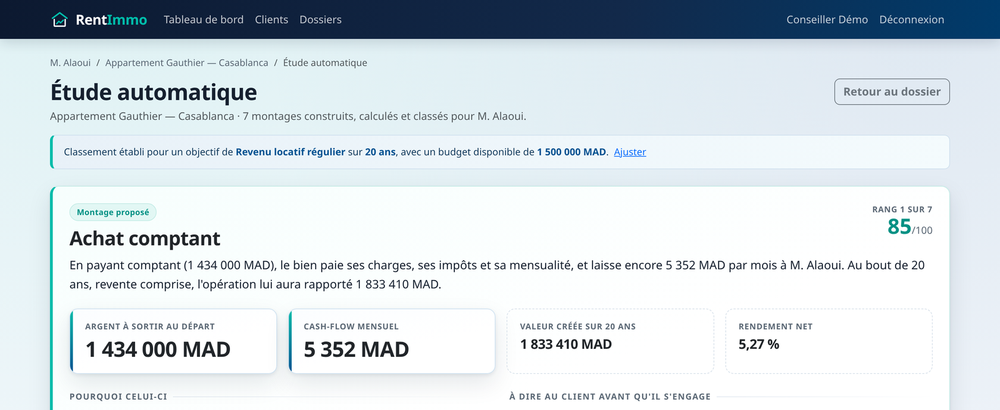 RentImmo Tableau de bord Clients Dossiers Conseiller Démo Déconnexion
M. Alaoui / Appartement Gauthier — Casablanca / Étude automatique
Étude automatique
Retour au dossier
Appartement Gauthier — Casablanca · 7 montages construits, calculés et classés pour M. Alaoui.
Classement établi pour un objectif de Revenu locatif régulier sur 20 ans, avec un budget disponible de 1 500 000 MAD. Ajuster
Montage proposé
RANG 1 SUR 7
85/100
Achat comptant
En payant comptant (1 434 000 MAD), le bien paie ses charges, ses impôts et sa mensualité, et laisse encore 5 352 MAD par mois à M. Alaoui. Au bout de 20
ans, revente comprise, l'opération lui aura rapporté 1 833 410 MAD.
ARGENT À SORTIR AU DÉPART
1 434 000 MAD
CASH-FLOW MENSUEL
5 352 MAD
VALEUR CRÉÉE SUR 20 ANS
1 833 410 MAD
RENDEMENT NET
5,27 %
POURQUOI CELUI-CI
À DIRE AU CLIENT AVANT QU'IL S'ENGAGE